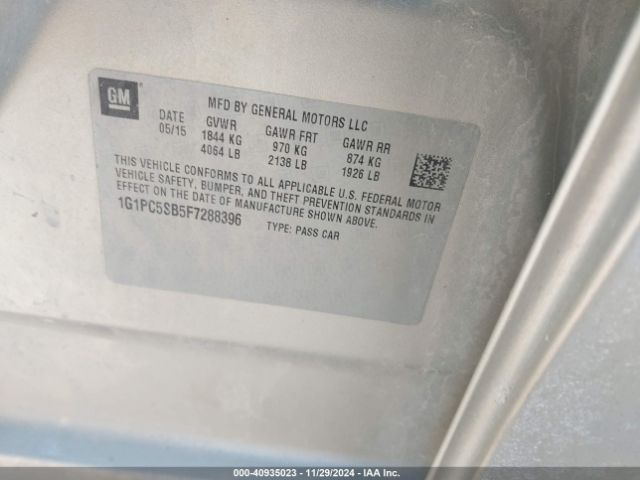 GM
MFD BY GENERAL MOTORS LLC
DATE GVWR GAWR FRT GAWR RR
05/15 1844 KG 970 KG 874 KG
4064 LB 2138 LB 1926 LB
THIS VEHICLE CONFORMS TO ALL APPLICABLE U.S. FEDERAL MOTOR
VEHICLE SAFETY, BUMPER, AND THEFT PREVENTION STANDARDS IN
EFFECT ON THE DATE OF MANUFACTURE SHOWN ABOVE.
1G1PC5SB5F7288396 TYPE: PASS CAR
000-40935023 - 11/29/2024 - IAA Inc.